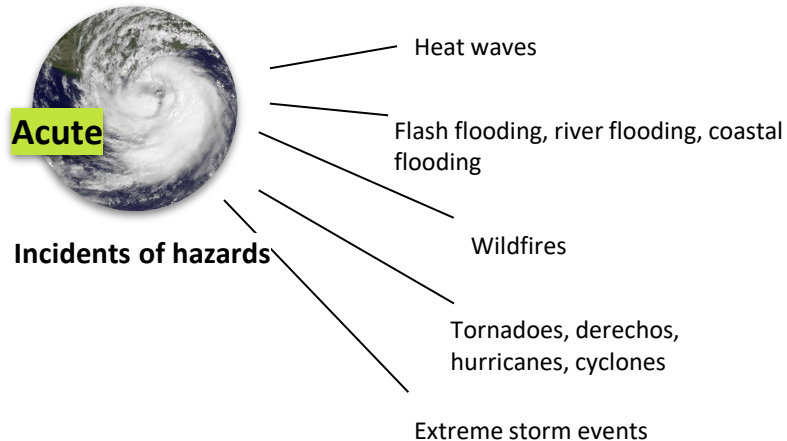 Acute
Incidents of hazards
Heat waves
Flash flooding, river flooding, coastal
flooding
Wildfires
Tornadoes, derechos,
hurricanes, cyclones
Extreme storm events